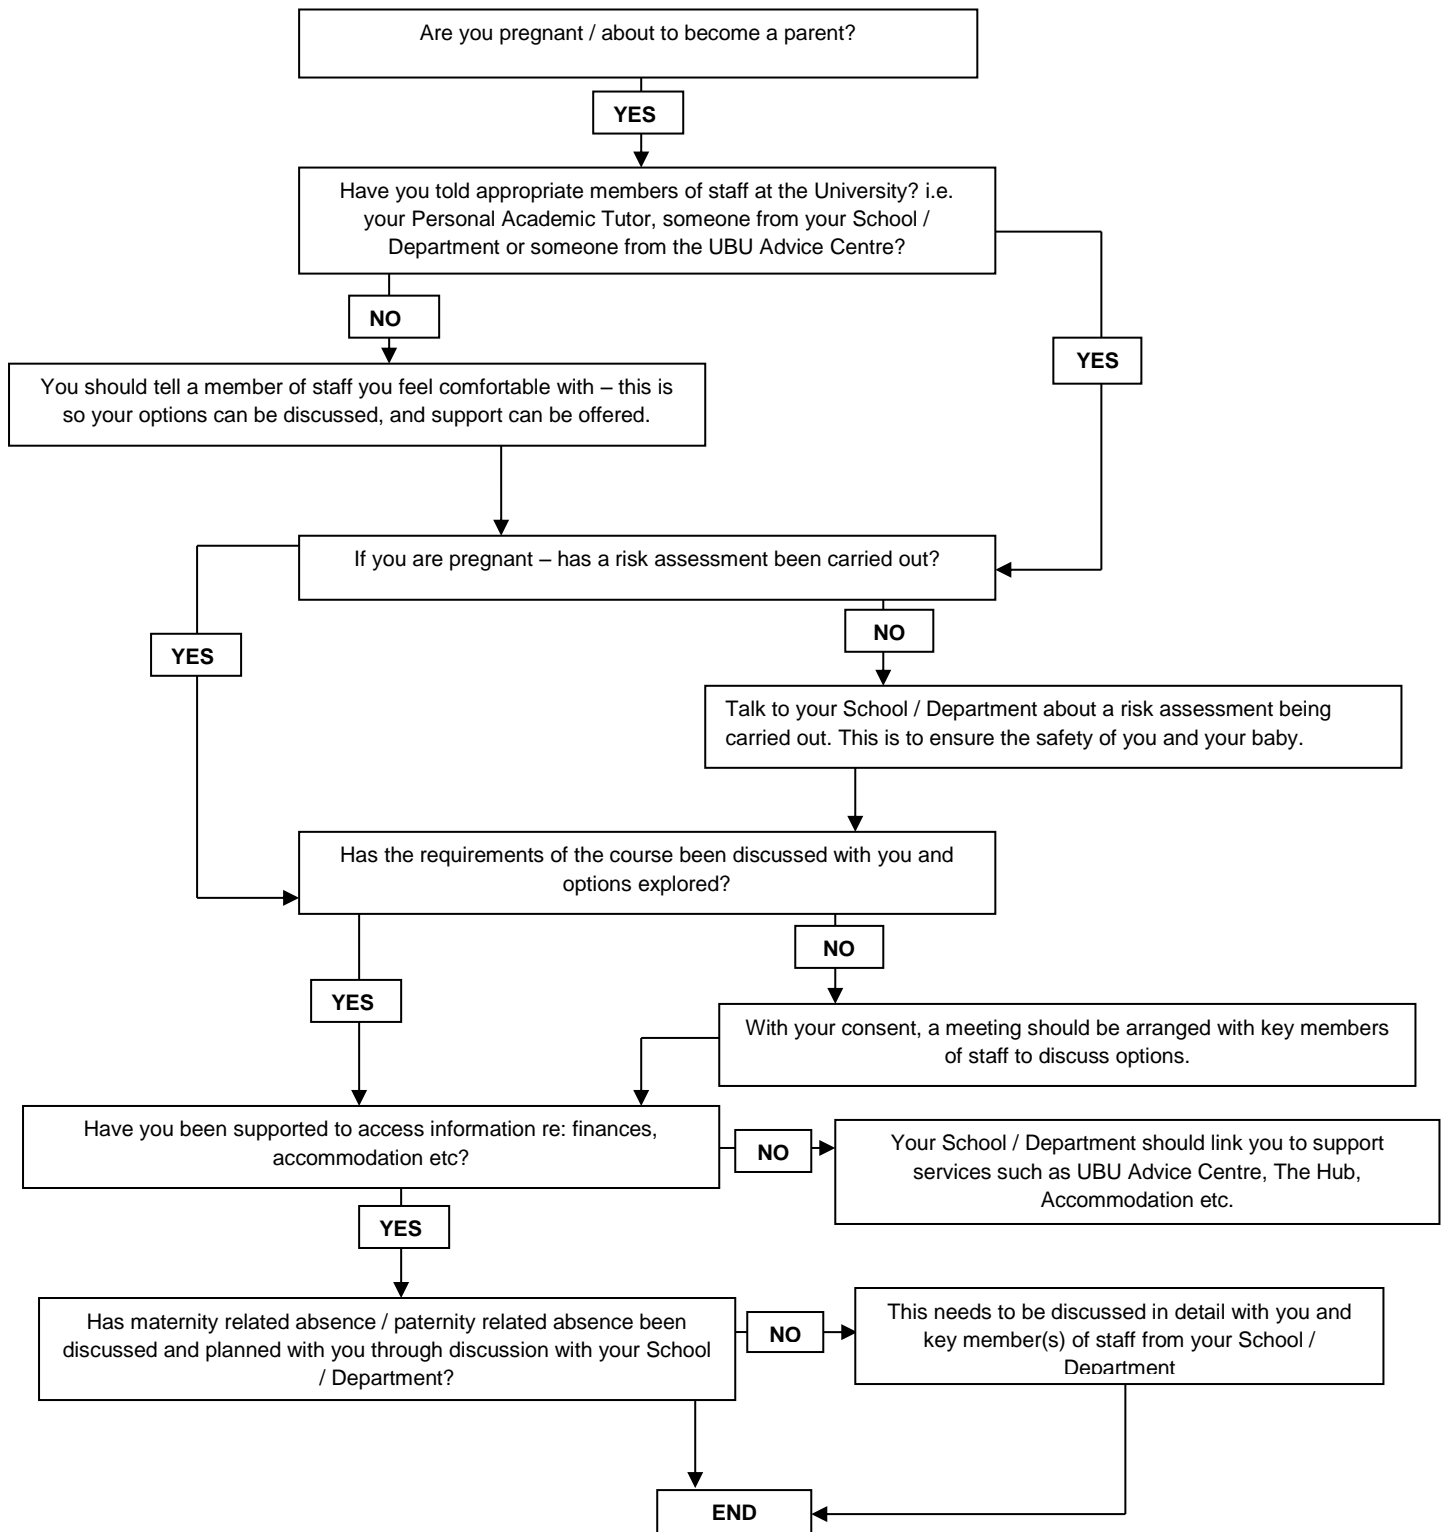 Are you pregnant / about to become a parent?
YES
Have you told appropriate members of staff at the University? i.e.
your Personal Academic Tutor, someone from your School /
Department or someone from the UBU Advice Centre?
NO
YES
You should tell a member of staff you feel comfortable with – this is
so your options can be discussed, and support can be offered.
If you are pregnant – has a risk assessment been carried out?
NO
YES
Talk to your School / Department about a risk assessment being
carried out. This is to ensure the safety of you and your baby.
Has the requirements of the course been discussed with you and
options explored?
NO
YES
With your consent, a meeting should be arranged with key members
of staff to discuss options.
Have you been supported to access information re: finances,
accommodation etc?
NO
Your School / Department should link you to support
services such as UBU Advice Centre, The Hub,
Accommodation etc.
YES
Has maternity related absence / paternity related absence been
discussed and planned with you through discussion with your School
/ Department?
NO
This needs to be discussed in detail with you and
key member(s) of staff from your School /
Department
END